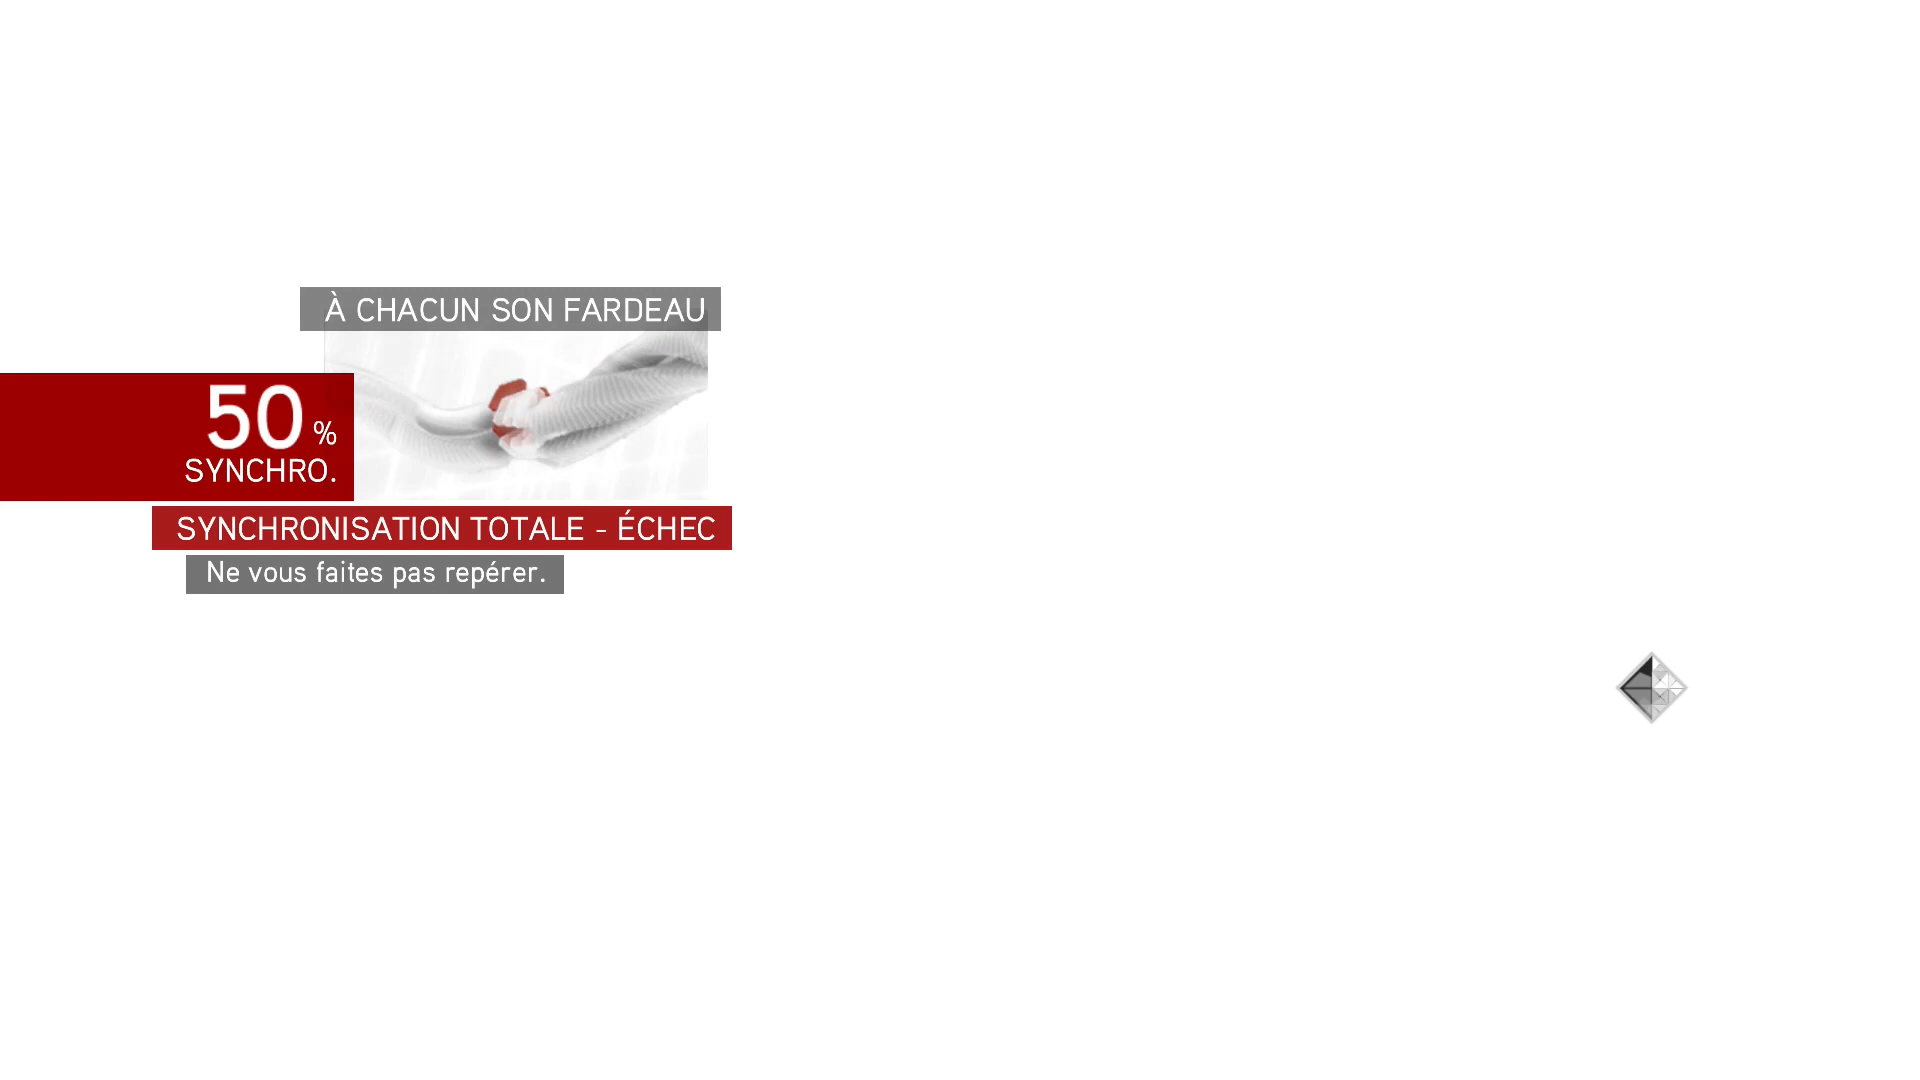 À CHACUN SON FARDEAU
50 %
SYNCHRO.
SYNCHRONISATION TOTALE - ÉCHEC
Ne vous faites pas repérer.